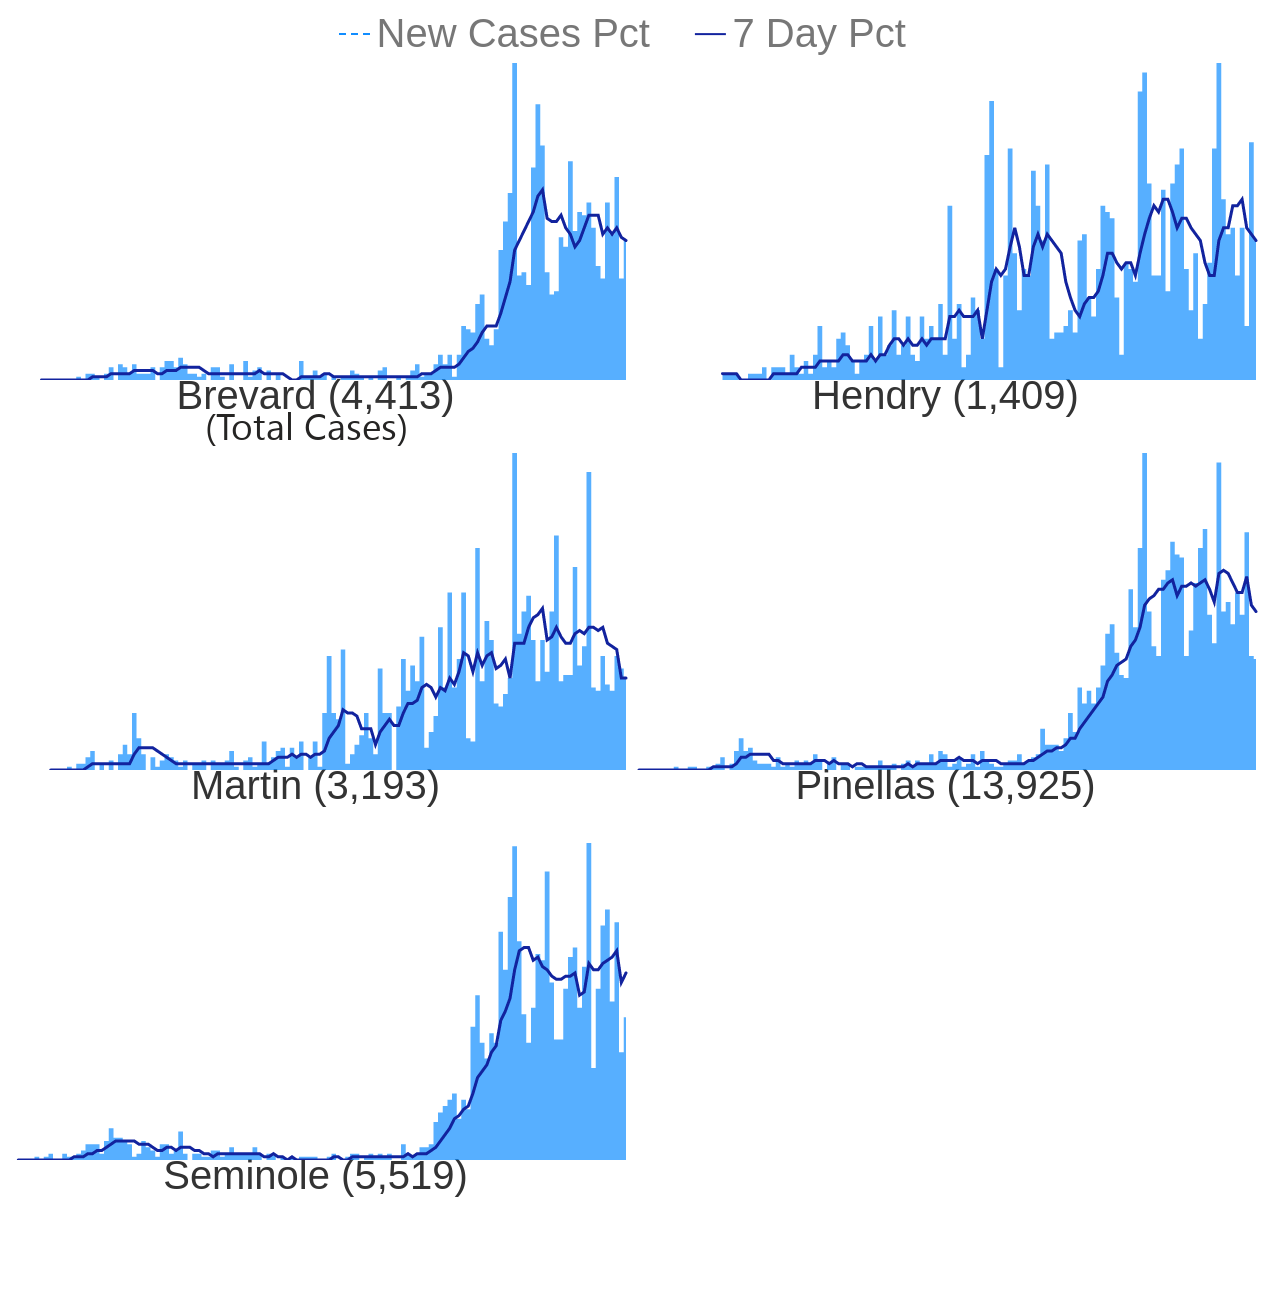 New Cases Pct 7 Day Pct
Brevard (4,413) Hendry (1,409)
(Total Cases)
Martin (3,193) Pinellas (13,925)
Seminole (5,519)